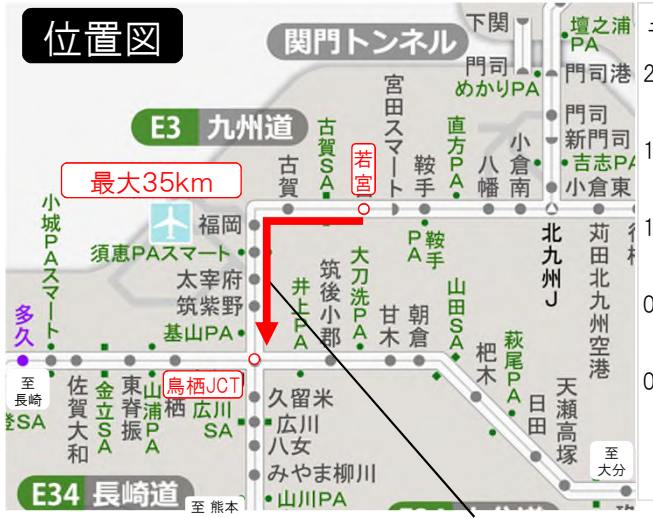 位置図
関門トンネル
下関
壇之浦PA
門司
めかりPA
門司港
E3 九州道
古賀SA
若宮
宮田スマート
直方PA
小倉南
門司
新門司
吉志PA
小倉東
最大35km
古賀
鞍手
八幡
小城PAスマート
福岡
須恵PAスマート
太宰府
筑紫野
基山PA
鞍手PA
北九州J
苅田北九州空港
行橋
井上PA
筑後小郡
大刀洗PA
甘木
朝倉
山田SA
杷木
萩尾PA
日田
天瀬高塚
多久
至
長崎
佐賀大和
金立SA
東脊振
山浦PA
栖
鳥栖JCT
広川SA
久留米
広川
八女
みやま柳川
山川PA
至
大分
E34 長崎道
至 熊本
2
1
1
0
0